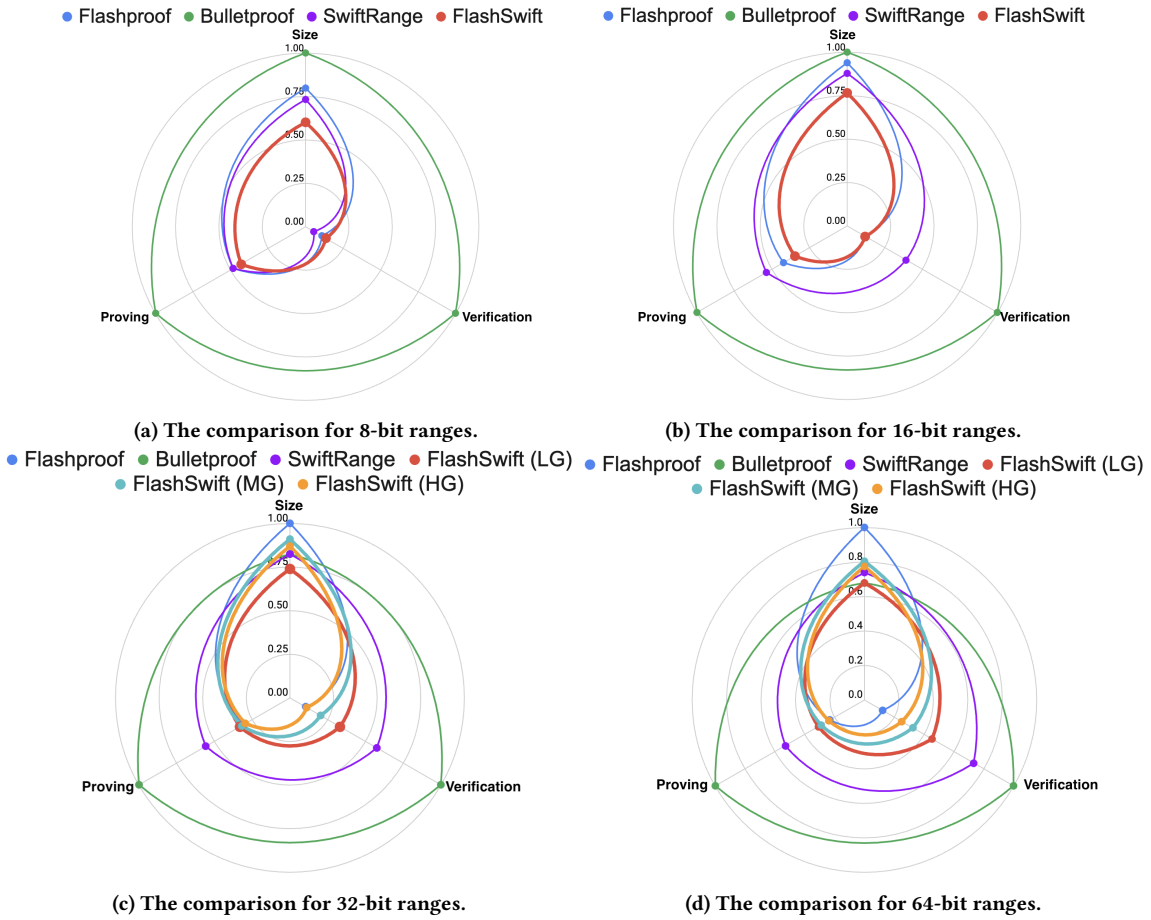 Flashproof Bulletproof SwiftRange FlashSwift
Size
1.00
0.75
0.50
0.25
0.00
Proving
Verification
(a) The comparison for 8-bit ranges.
Flashproof Bulletproof SwiftRange FlashSwift
Size
1.00
0.75
0.50
0.25
0.00
Proving
Verification
(b) The comparison for 16-bit ranges.
Flashproof Bulletproof SwiftRange FlashSwift (LG)
FlashSwift (MG) FlashSwift (HG)
Size
1.00
0.75
0.50
0.25
0.00
Proving
Verification
(c) The comparison for 32-bit ranges.
Flashproof Bulletproof SwiftRange FlashSwift (LG)
FlashSwift (MG) FlashSwift (HG)
Size
1.0
0.8
0.6
0.4
0.2
0.0
Proving
Verification
(d) The comparison for 64-bit ranges.